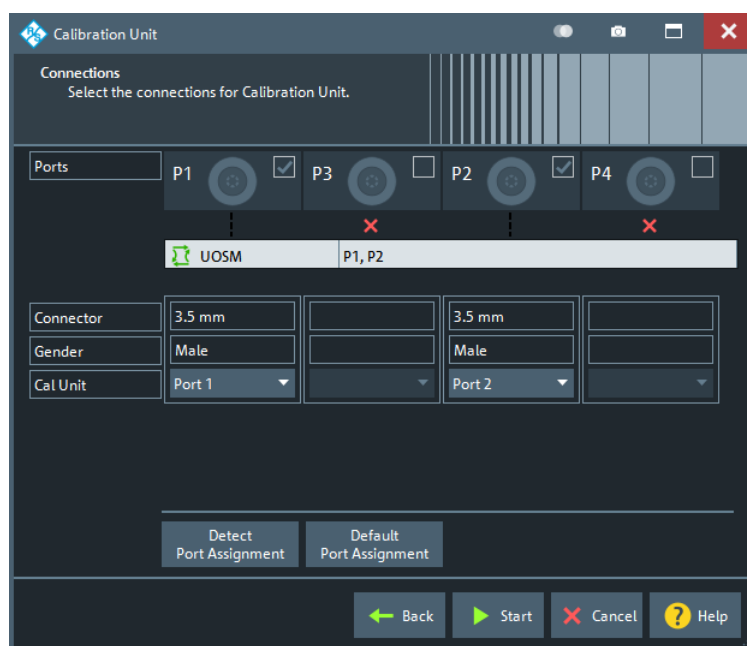 Calibration Unit
Connections
Select the connections for Calibration Unit.
Ports
P1
P3
P2
P4
UOSM
P1, P2
Connector
3.5 mm
3.5 mm
Gender
Male
Male
Cal Unit
Port 1
Port 2
Detect
Port Assignment
Default
Port Assignment
Back
Start
Cancel
? Help